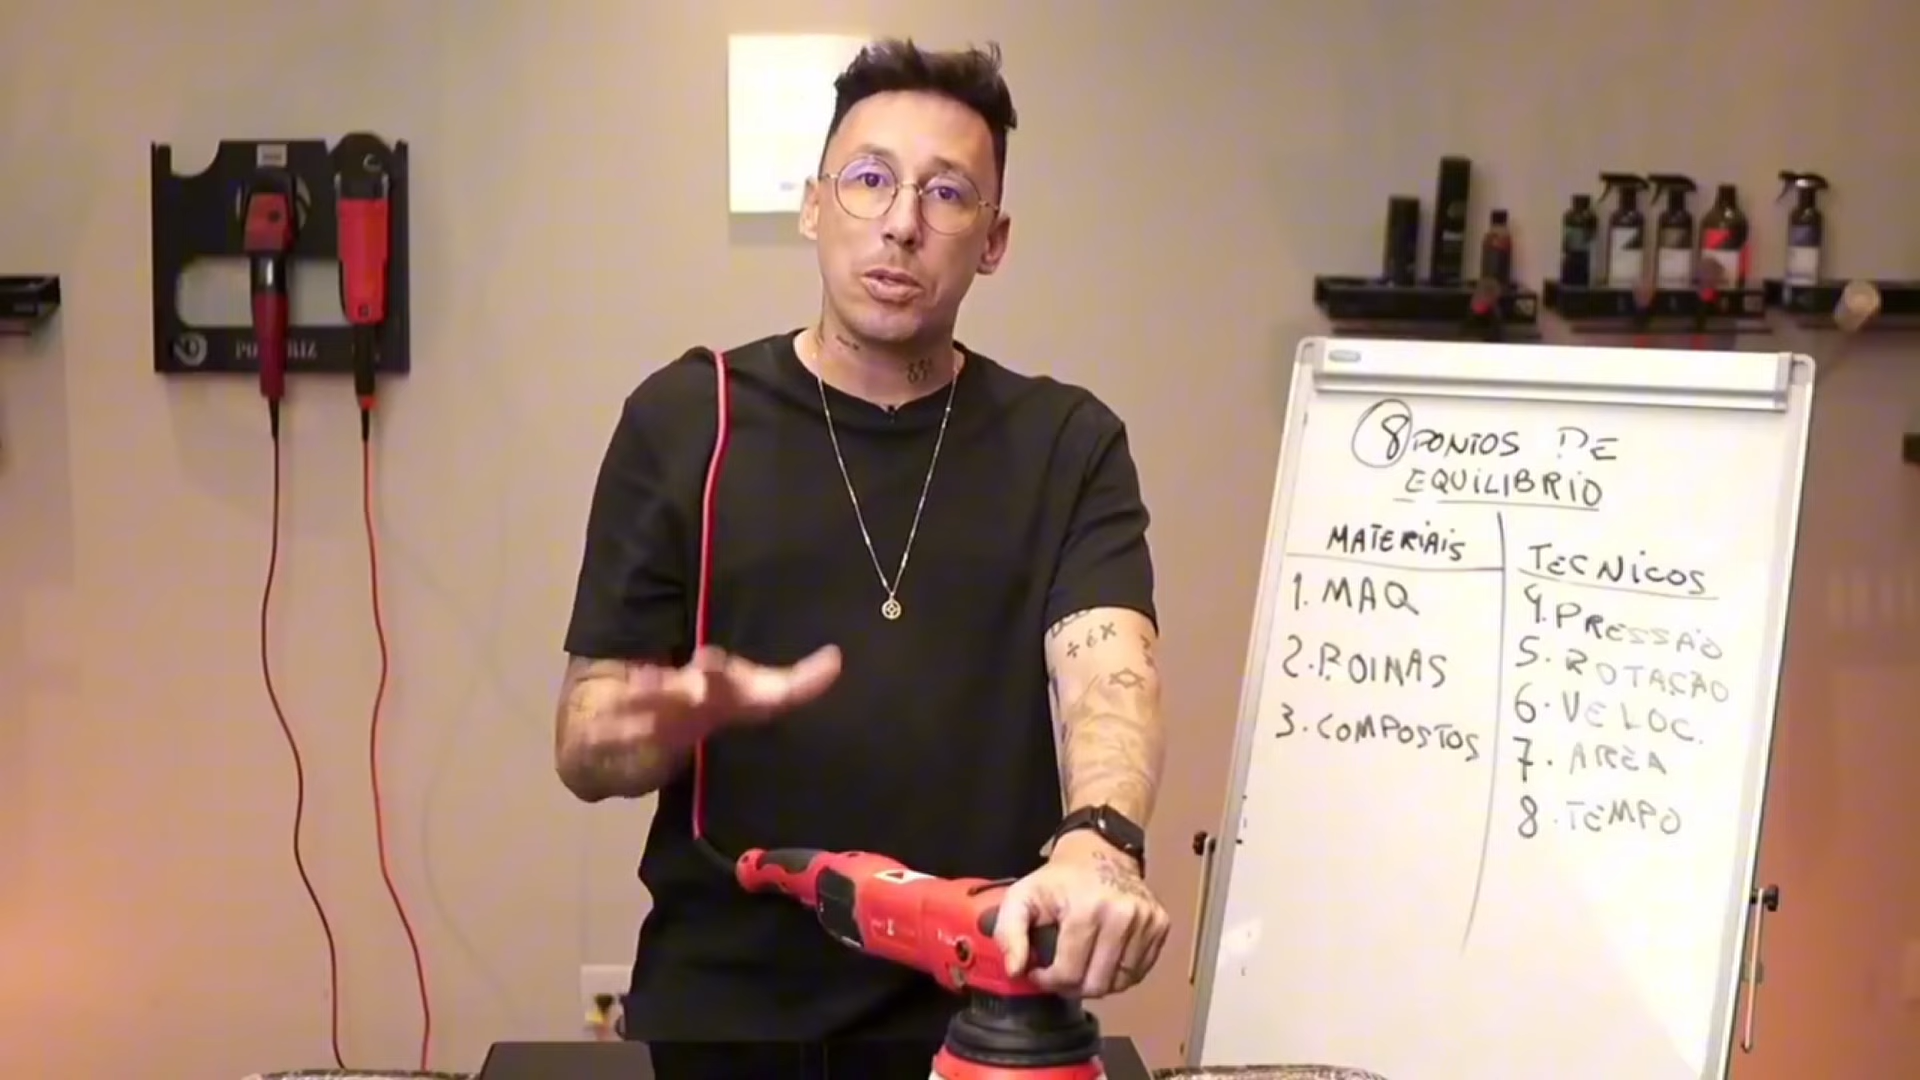 8 PONTOS DE
EQUILIBRIO
MATERIAIS
1. MAQ
2. BOINAS
3. COMPOSTOS
TECNICOS
4. PRESSÃO
5. ROTAÇÃO
6. VELOC.
7. AREA
8. TEMPO